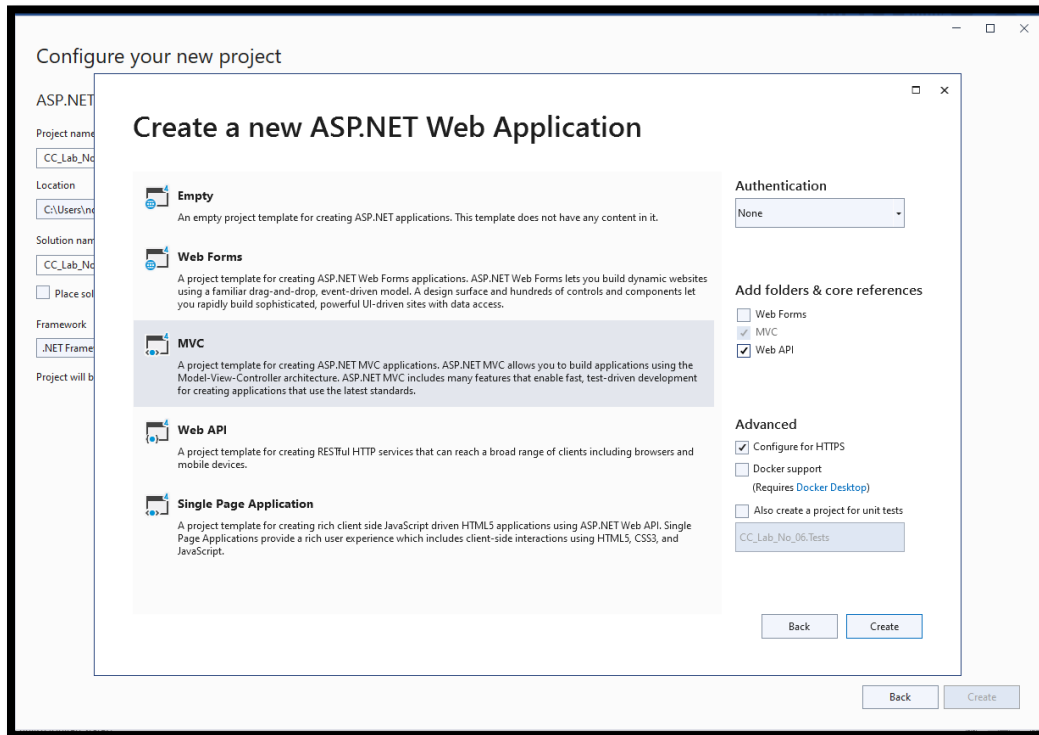 Configure your new project
ASP.NET
Project name
CC_Lab_No
Location
C:\Users\no
Solution nam
CC_Lab_No
Place sol
Framework
.NET Frame
Project will b
Create a new ASP.NET Web Application
Empty
An empty project template for creating ASP.NET applications. This template does not have any content in it.
Web Forms
A project template for creating ASP.NET Web Forms applications. ASP.NET Web Forms lets you build dynamic websites
using a familiar drag-and-drop, event-driven model. A design surface and hundreds of controls and components let
you rapidly build sophisticated, powerful UI-driven sites with data access.
MVC
A project template for creating ASP.NET MVC applications. ASP.NET MVC allows you to build applications using the
Model-View-Controller architecture. ASP.NET MVC includes many features that enable fast, test-driven development
for creating applications that use the latest standards.
Web API
A project template for creating RESTful HTTP services that can reach a broad range of clients including browsers and
mobile devices.
Single Page Application
A project template for creating rich client side JavaScript driven HTML5 applications using ASP.NET Web API. Single
Page Applications provide a rich user experience which includes client-side interactions using HTML5, CSS3, and
JavaScript.
Authentication
None
Add folders & core references
Web Forms
MVC
Web API
Advanced
Configure for HTTPS
Docker support
(Requires Docker Desktop)
Also create a project for unit tests
CC_Lab_No_06.Tests
Back
Create
Back
Create